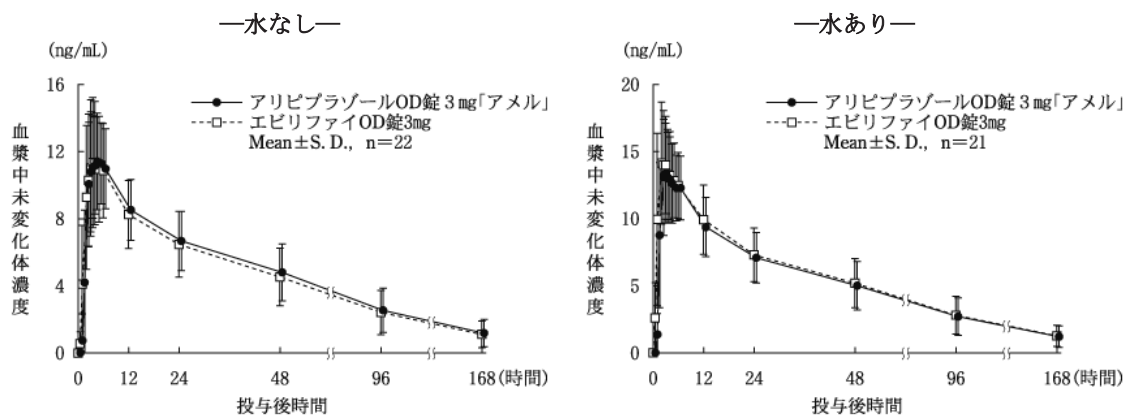 ―水なし―
(ng/mL)
16
12
8
4
0
血漿中未変化体濃度
アリピプラゾールOD錠3mg「アメル」
エビリファイOD錠3mg
Mean±S. D., n=22
0 12 24 48 96 168(時間)
投与後時間
―水あり―
(ng/mL)
20
15
10
5
0
血漿中未変化体濃度
アリピプラゾールOD錠3mg「アメル」
エビリファイOD錠3mg
Mean±S. D., n=21
0 12 24 48 96 168(時間)
投与後時間